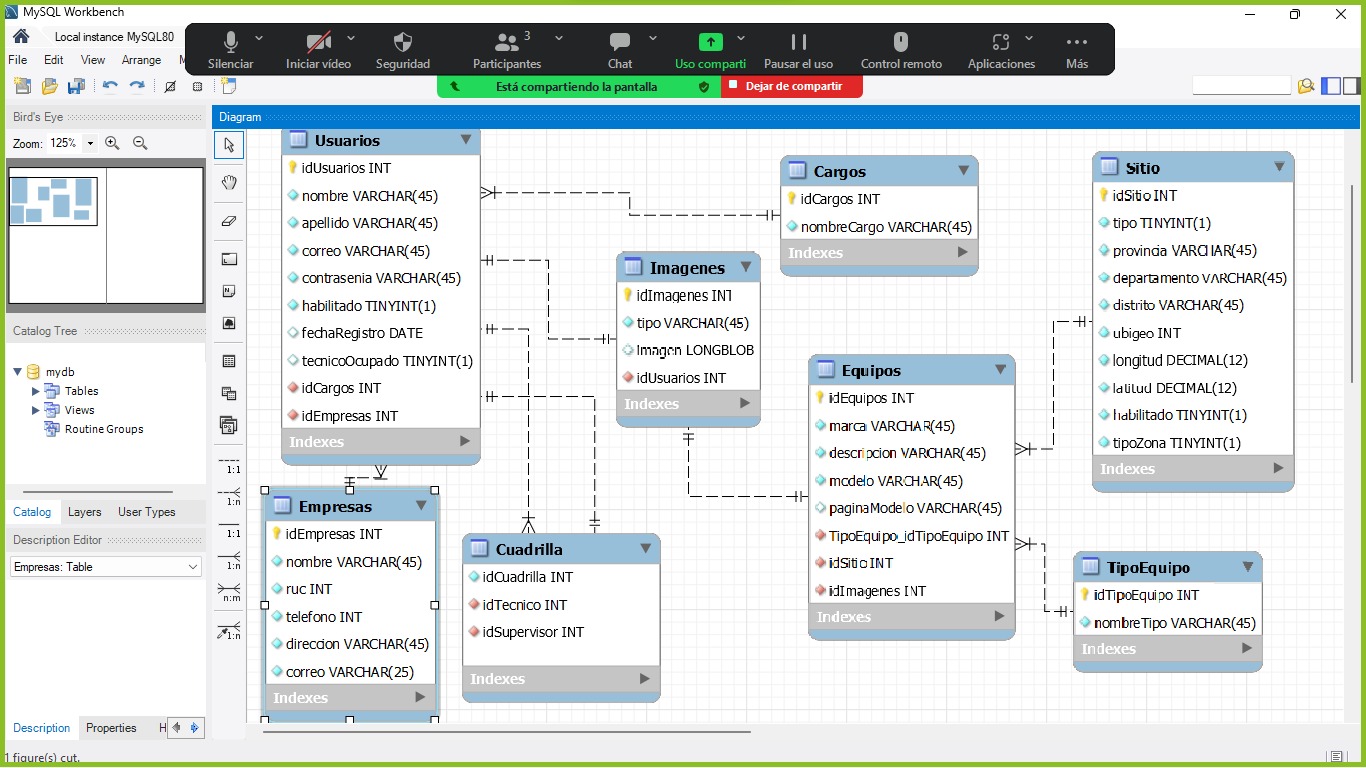 MySQL Workbench
Local instance MySQL80
File Edit View Arrange
Silenciar
Iniciar vídeo
Seguridad
3
Participantes
Chat
Uso comparti
Pausar el uso
Control remoto
Aplicaciones
Más
Está compartiendo la pantalla
Dejar de compartir
Bird's Eye
Zoom: 125%
Catalog Tree
mydb
Tables
Views
Routine Groups
Catalog Layers User Types
Description Editor
Empresas: Table
Description Properties H
1 figure(s) cut.
Diagram
1:1
1:n
1:1
1:n
n:m
1:n
Usuarios
idUsuarios INT
nombre VARCHAR(45)
apellido VARCHAR(45)
correo VARCHAR(45)
contrasenia VARCHAR(45)
habilitado TINYINT(1)
fechaRegistro DATE
tecnicoOcupado TINYINT(1)
idCargos INT
idEmpresas INT
Indexes
Empresas
idEmpresas INT
nombre VARCHAR(45)
ruc INT
telefono INT
direccion VARCHAR(45)
correo VARCHAR(25)
Indexes
Cuadrilla
idCuadrilla INT
idTecnico INT
idSupervisor INT
Indexes
Imagenes
idImagenes INT
tipo VARCHAR(45)
Imagen LONGBLOB
idUsuarios INT
Indexes
Cargos
idCargos INT
nombreCargo VARCHAR(45)
Indexes
Equipos
idEquipos INT
marca VARCHAR(45)
descripcion VARCHAR(45)
modelo VARCHAR(45)
paginaModelo VARCHAR(45)
TipoEquipo_idTipoEquipo INT
idSitio INT
idImagenes INT
Indexes
Sitio
idSitio INT
tipo TINYINT(1)
provincia VARCHAR(45)
departamento VARCHAR(45)
distrito VARCHAR(45)
ubigeo INT
longitud DECIMAL(12)
latitud DECIMAL(12)
habilitado TINYINT(1)
tipoZona TINYINT(1)
Indexes
TipoEquipo
idTipoEquipo INT
nombreTipo VARCHAR(45)
Indexes